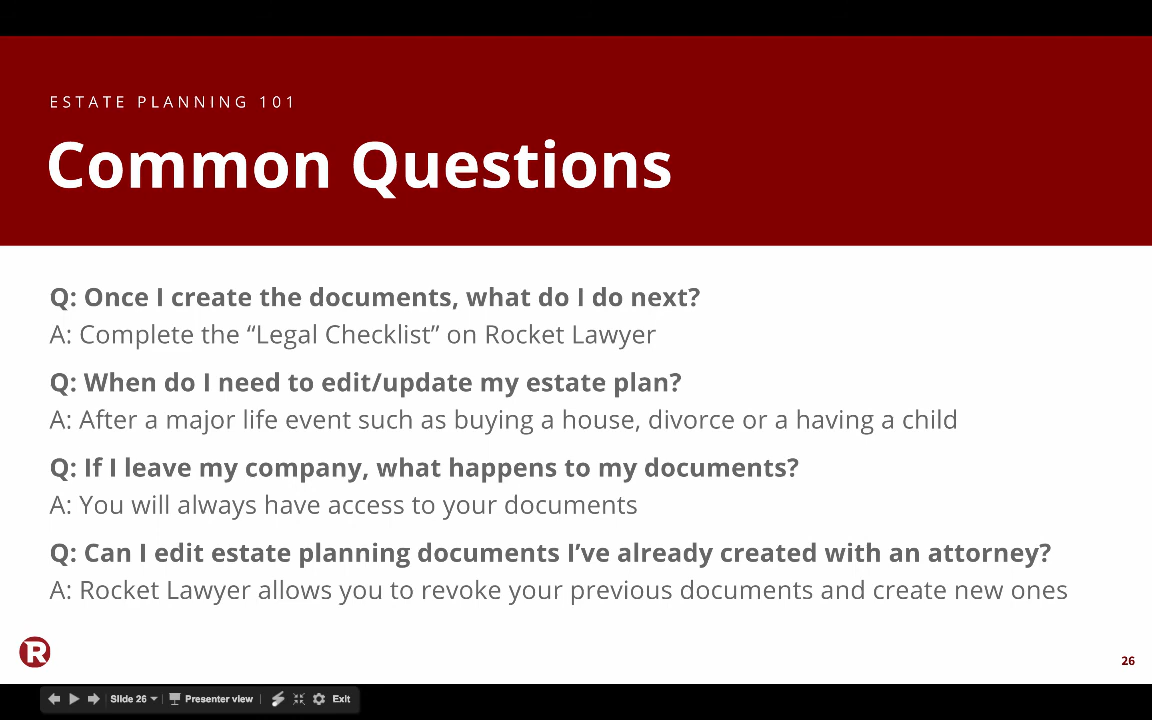 ESTATE PLANNING 101
Common Questions
Q: Once I create the documents, what do I do next?
A: Complete the “Legal Checklist” on Rocket Lawyer
Q: When do I need to edit/update my estate plan?
A: After a major life event such as buying a house, divorce or a having a child
Q: If I leave my company, what happens to my documents?
A: You will always have access to your documents
Q: Can I edit estate planning documents I’ve already created with an attorney?
A: Rocket Lawyer allows you to revoke your previous documents and create new ones
R
26
Slide 26 Presenter view Exit